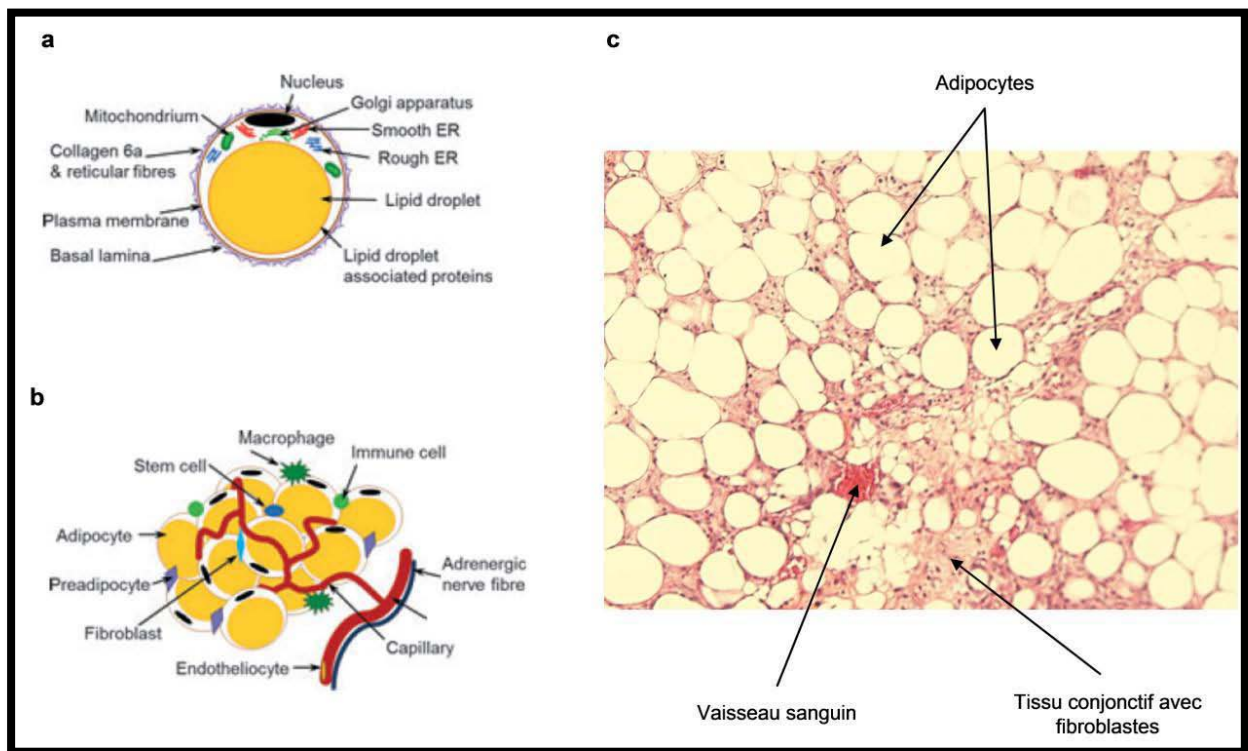 a
Nucleus
Golgi apparatus
Mitochondrium
Smooth ER
Collagen 6a
& reticular fibres
Rough ER
Lipid droplet
Plasma membrane
Basal lamina
Lipid droplet
associated proteins
b
Macrophage
Immune cell
Stem cell
Adipocyte
Adrenergic
nerve fibre
Preadipocyte
Fibroblast
Capillary
Endotheliocyte
c
Adipocytes
Vaisseau sanguin
Tissu conjonctif avec
fibroblastes